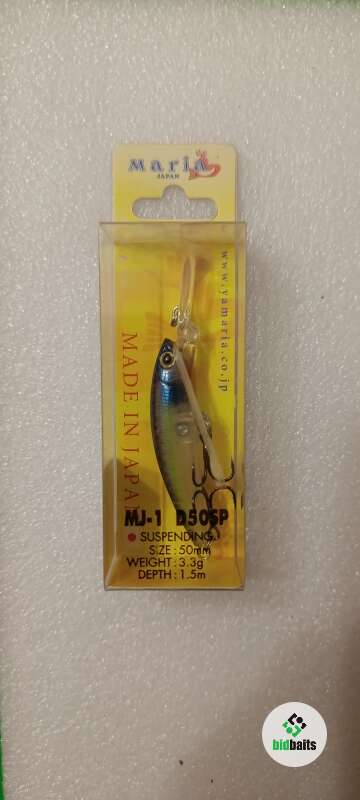 Maria
JAPAN
www.yamaria.co.jp
MADE IN JAPAN
MJ-1 D50SP
SUSPENDING
SIZE : 50mm
WEIGHT : 3.3g
DEPTH : 1.5m
bidbaits